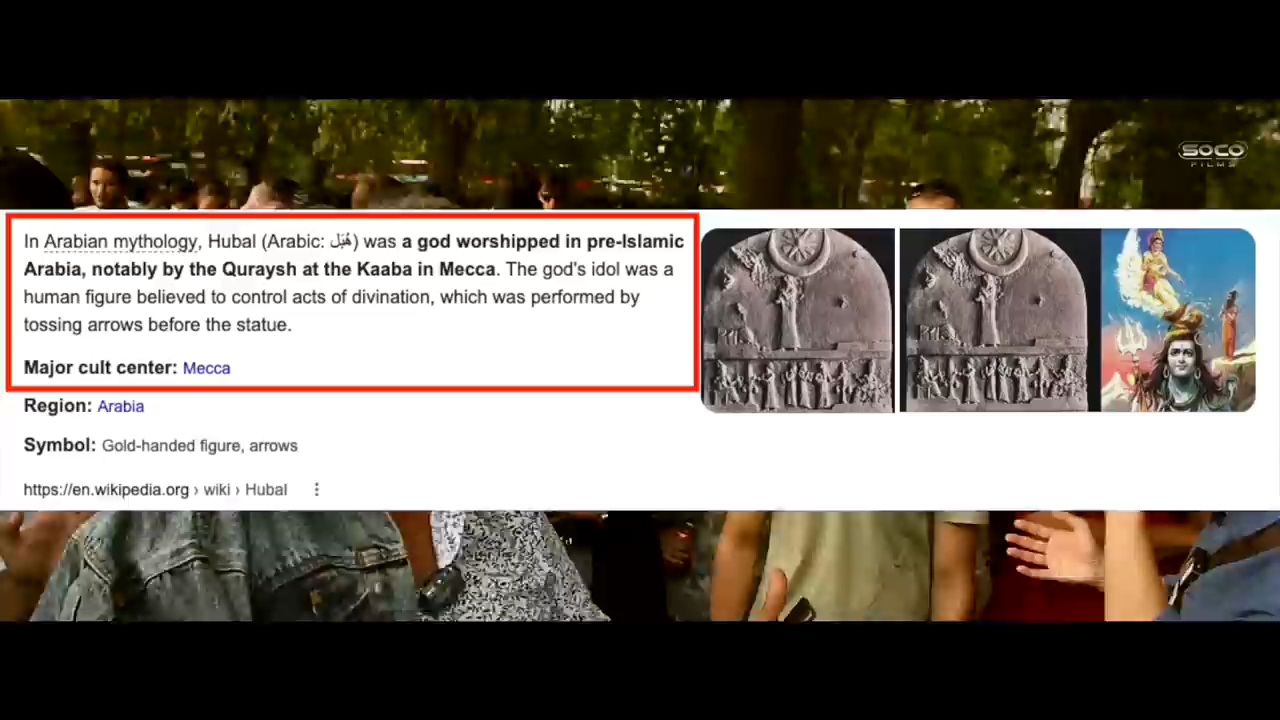 SOCO
FILMS
In Arabian mythology, Hubal (Arabic: هُبَل) was a god worshipped in pre-Islamic
Arabia, notably by the Quraysh at the Kaaba in Mecca. The god's idol was a
human figure believed to control acts of divination, which was performed by
tossing arrows before the statue.
Major cult center: Mecca
Region: Arabia
Symbol: Gold-handed figure, arrows
https://en.wikipedia.org › wiki › Hubal